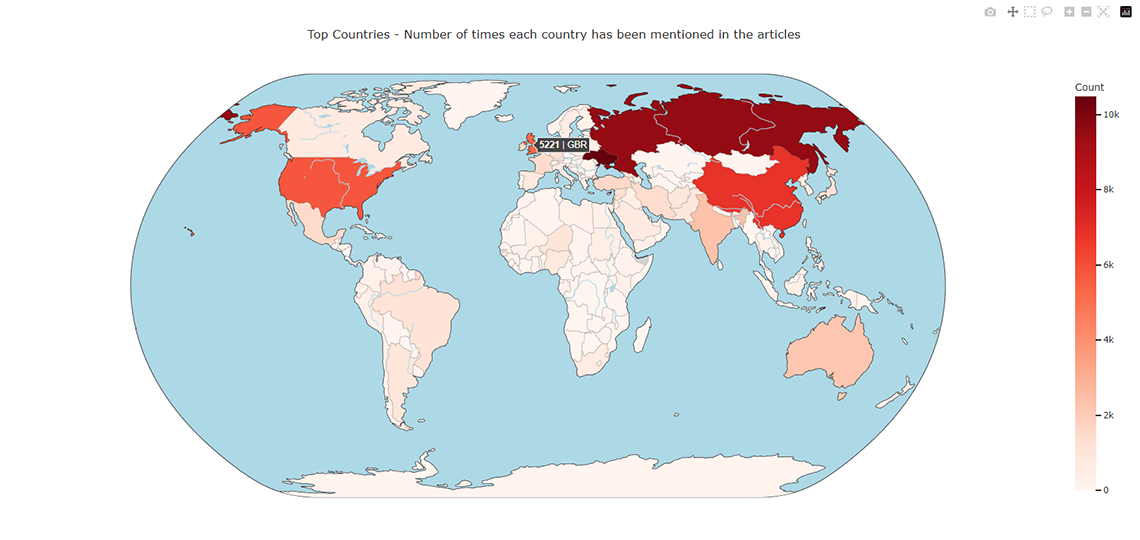 Top Countries - Number of times each country has been mentioned in the articles
Count
10k
8k
6k
4k
2k
0
5221 | GBR